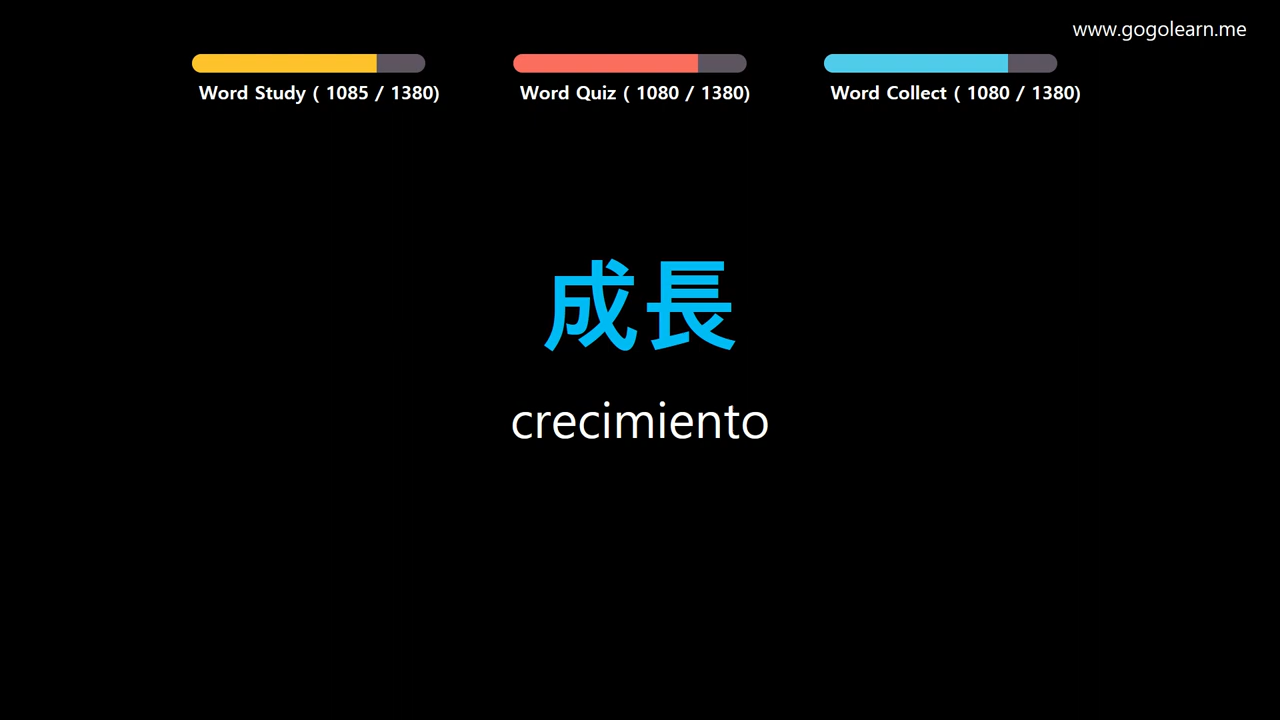 www.gogolearn.me
Word Study ( 1085 / 1380)
Word Quiz ( 1080 / 1380)
Word Collect ( 1080 / 1380)
成長
crecimiento